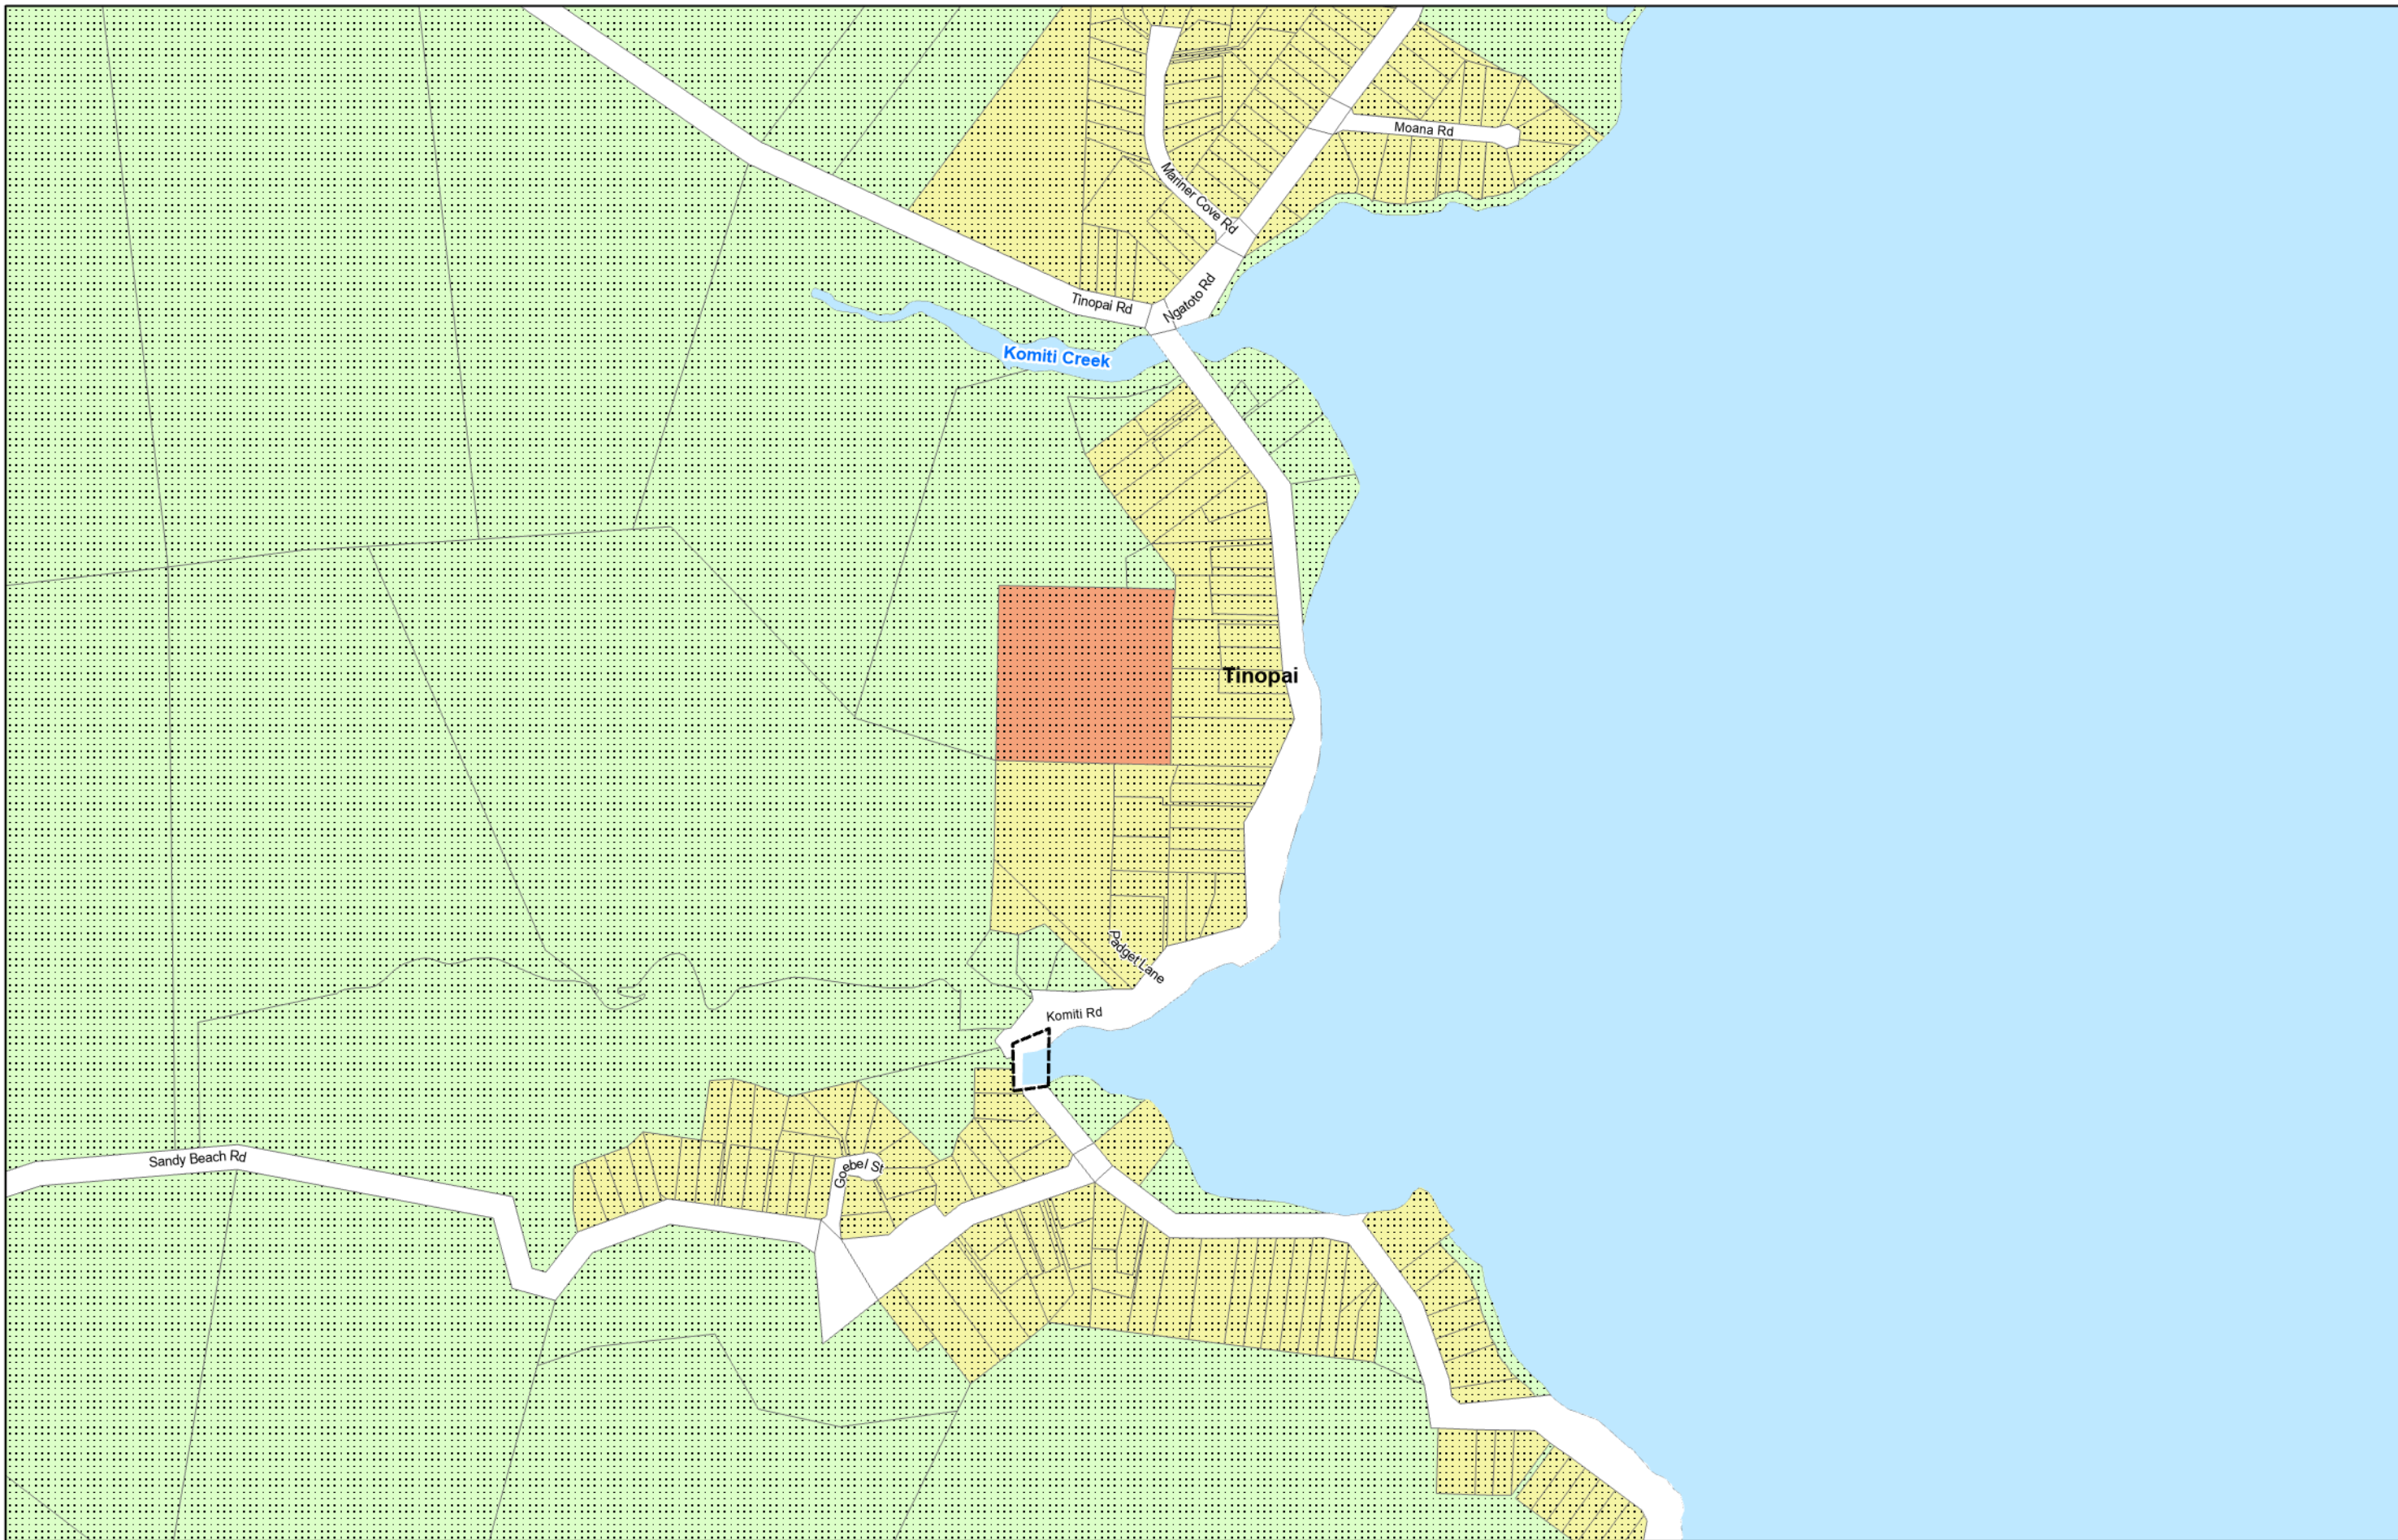 Moana Rd
Mariner Cove Rd
Ngatoto Rd
Tinopai Rd
Komiti Creek
Tinopai
Padget Lane
Komiti Rd
Sandy Beach Rd
Goebel St